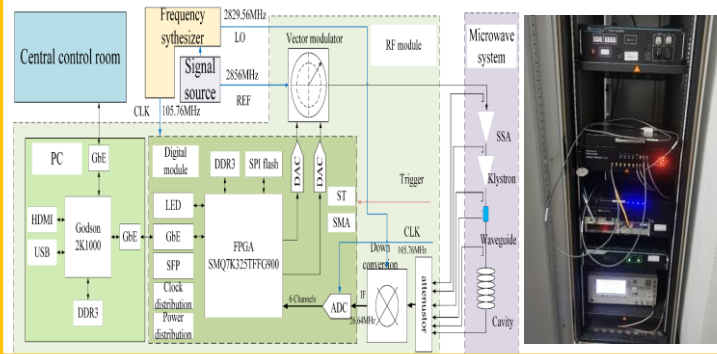 Central control room
Frequency
sythesizer
2829.56MHz
LO
Signal
source
2856MHz
REF
Vector modulator
RF module
Microwave
system
CLK
105.76MHz
PC
GbE
HDMI
USB
Godson
2K1000
GbE
DDR3
Digital
module
DDR3
SPI flash
LED
GbE
SFP
Clock
distribution
Power
distribution
FPGA
SMQ7K325TFFG900
DAC
DAC
ST
SMA
Trigger
CLK
105.76MHz
Down
conversion
6 Channels
ADC
IF
26.64MHz
attenustor
SSA
Klystron
Waveguide
Cavity